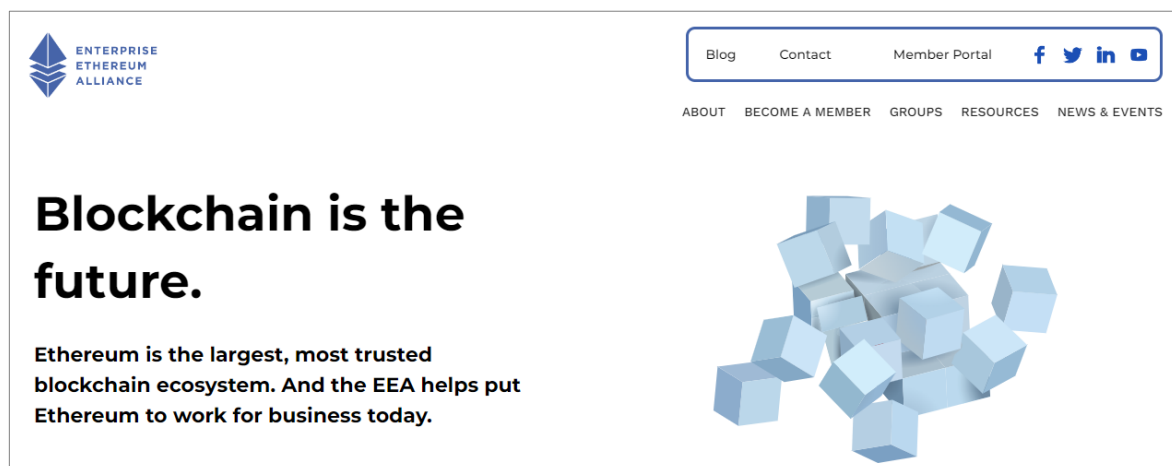 ENTERPRISE
ETHEREUM
ALLIANCE
Blog Contact Member Portal
ABOUT BECOME A MEMBER GROUPS RESOURCES NEWS & EVENTS
Blockchain is the
future.
Ethereum is the largest, most trusted
blockchain ecosystem. And the EEA helps put
Ethereum to work for business today.